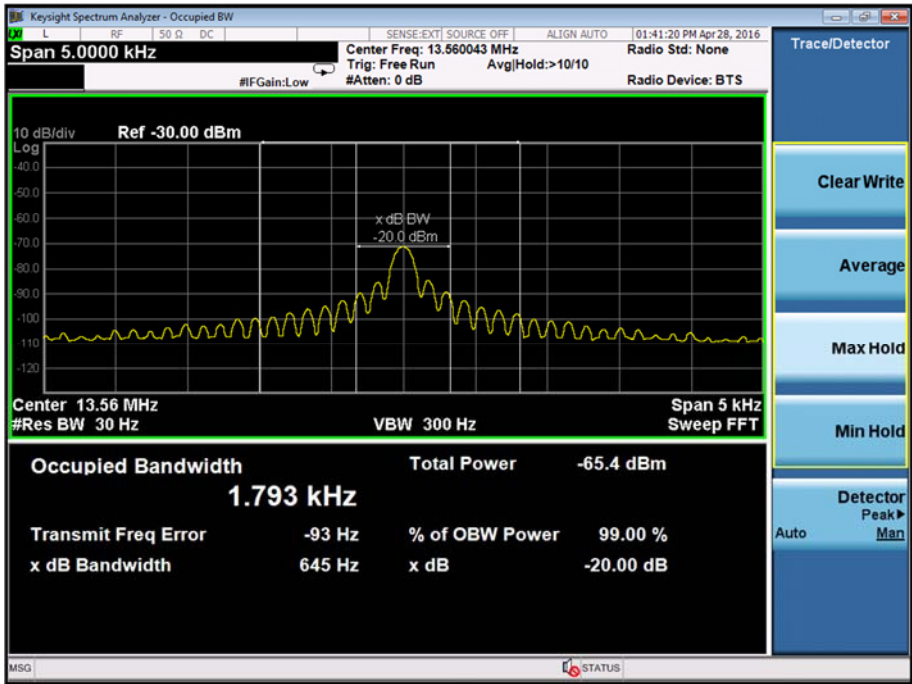 Keysight Spectrum Analyzer - Occupied BW
LXI L RF 50 Ω DC SENSE:EXT SOURCE OFF ALIGN AUTO 01:41:20 PM Apr 28, 2016
Span 5.0000 kHz
Center Freq: 13.560043 MHz Radio Std: None
Trig: Free Run Avg|Hold:>10/10
#IFGain:Low #Atten: 0 dB Radio Device: BTS
10 dB/div Ref -30.00 dBm
Log
-40.0
-50.0
-60.0
x dB BW
-20.0 dBm
-70.0
-80.0
-90.0
-100
-110
-120
Center 13.56 MHz Span 5 kHz
#Res BW 30 Hz VBW 300 Hz Sweep FFT
Occupied Bandwidth Total Power -65.4 dBm
1.793 kHz
Transmit Freq Error -93 Hz % of OBW Power 99.00 %
x dB Bandwidth 645 Hz x dB -20.00 dB
MSG STATUS
Trace/Detector
Clear Write
Average
Max Hold
Min Hold
Detector
Peak▶
Auto Man